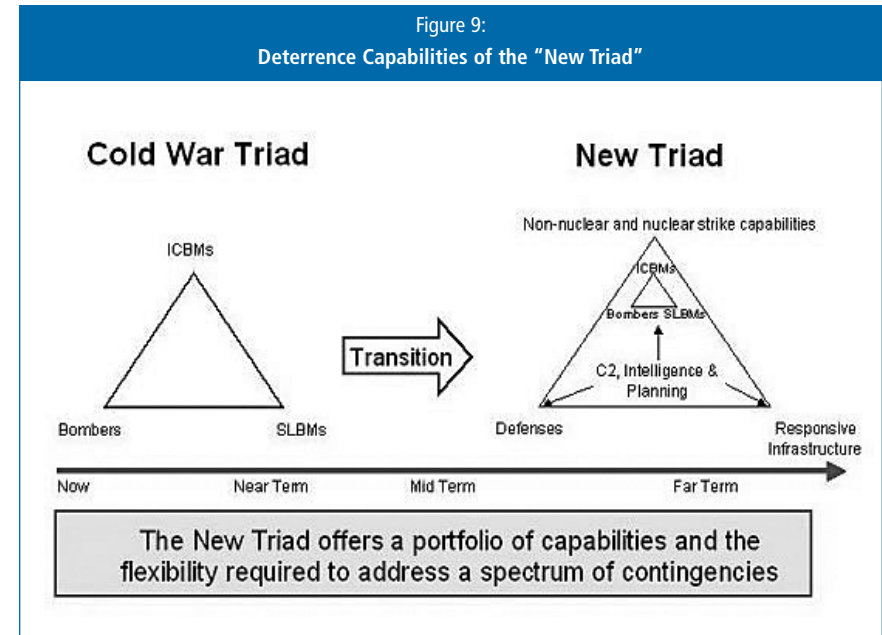 Figure 9:
Deterrence Capabilities of the “New Triad”
Cold War Triad
New Triad
ICBMs
Bombers
SLBMs
Transition
Non-nuclear and nuclear strike capabilities
ICBMs
Bombers SLBMs
C2, Intelligence &
Planning
Defenses
Responsive
Infrastructure
Now
Near Term
Mid Term
Far Term
The New Triad offers a portfolio of capabilities and the
flexibility required to address a spectrum of contingencies